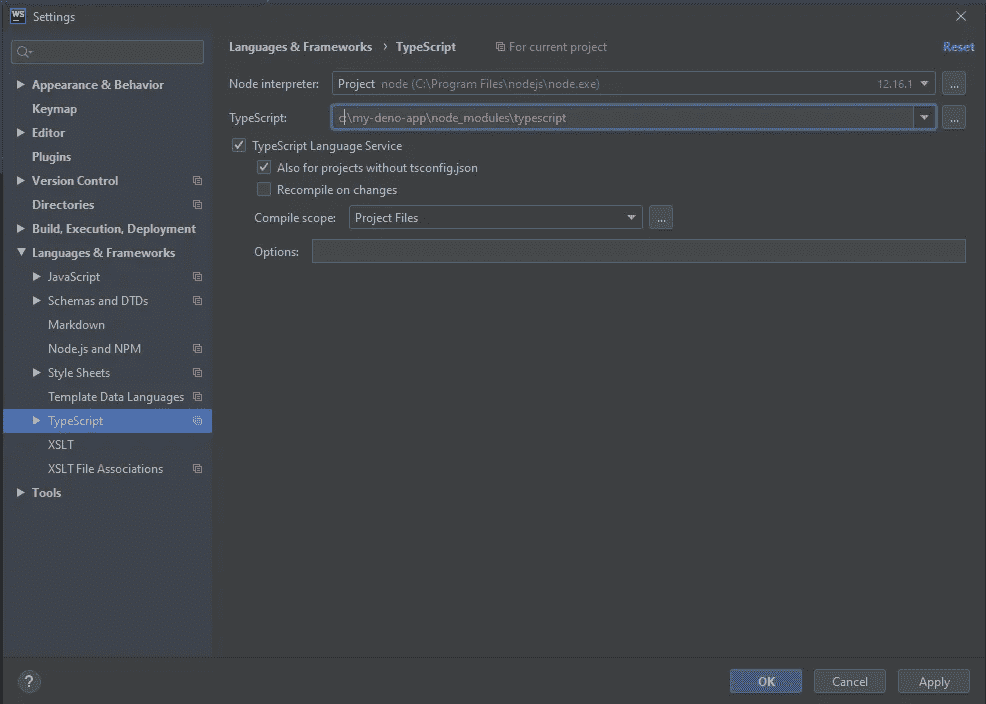 WS Settings
Languages & Frameworks › TypeScript For current project Reset
Node interpreter: Project node (C:\Program Files\nodejs\node.exe) 12.16.1 ...
TypeScript: c\my-deno-app\node_modules\typescript ...
TypeScript Language Service
Also for projects without tsconfig.json
Recompile on changes
Compile scope: Project Files ...
Options:
Appearance & Behavior
Keymap
Editor
Plugins
Version Control
Directories
Build, Execution, Deployment
Languages & Frameworks
JavaScript
Schemas and DTDs
Markdown
Node.js and NPM
Style Sheets
Template Data Languages
TypeScript
XSLT
XSLT File Associations
Tools
? OK Cancel Apply